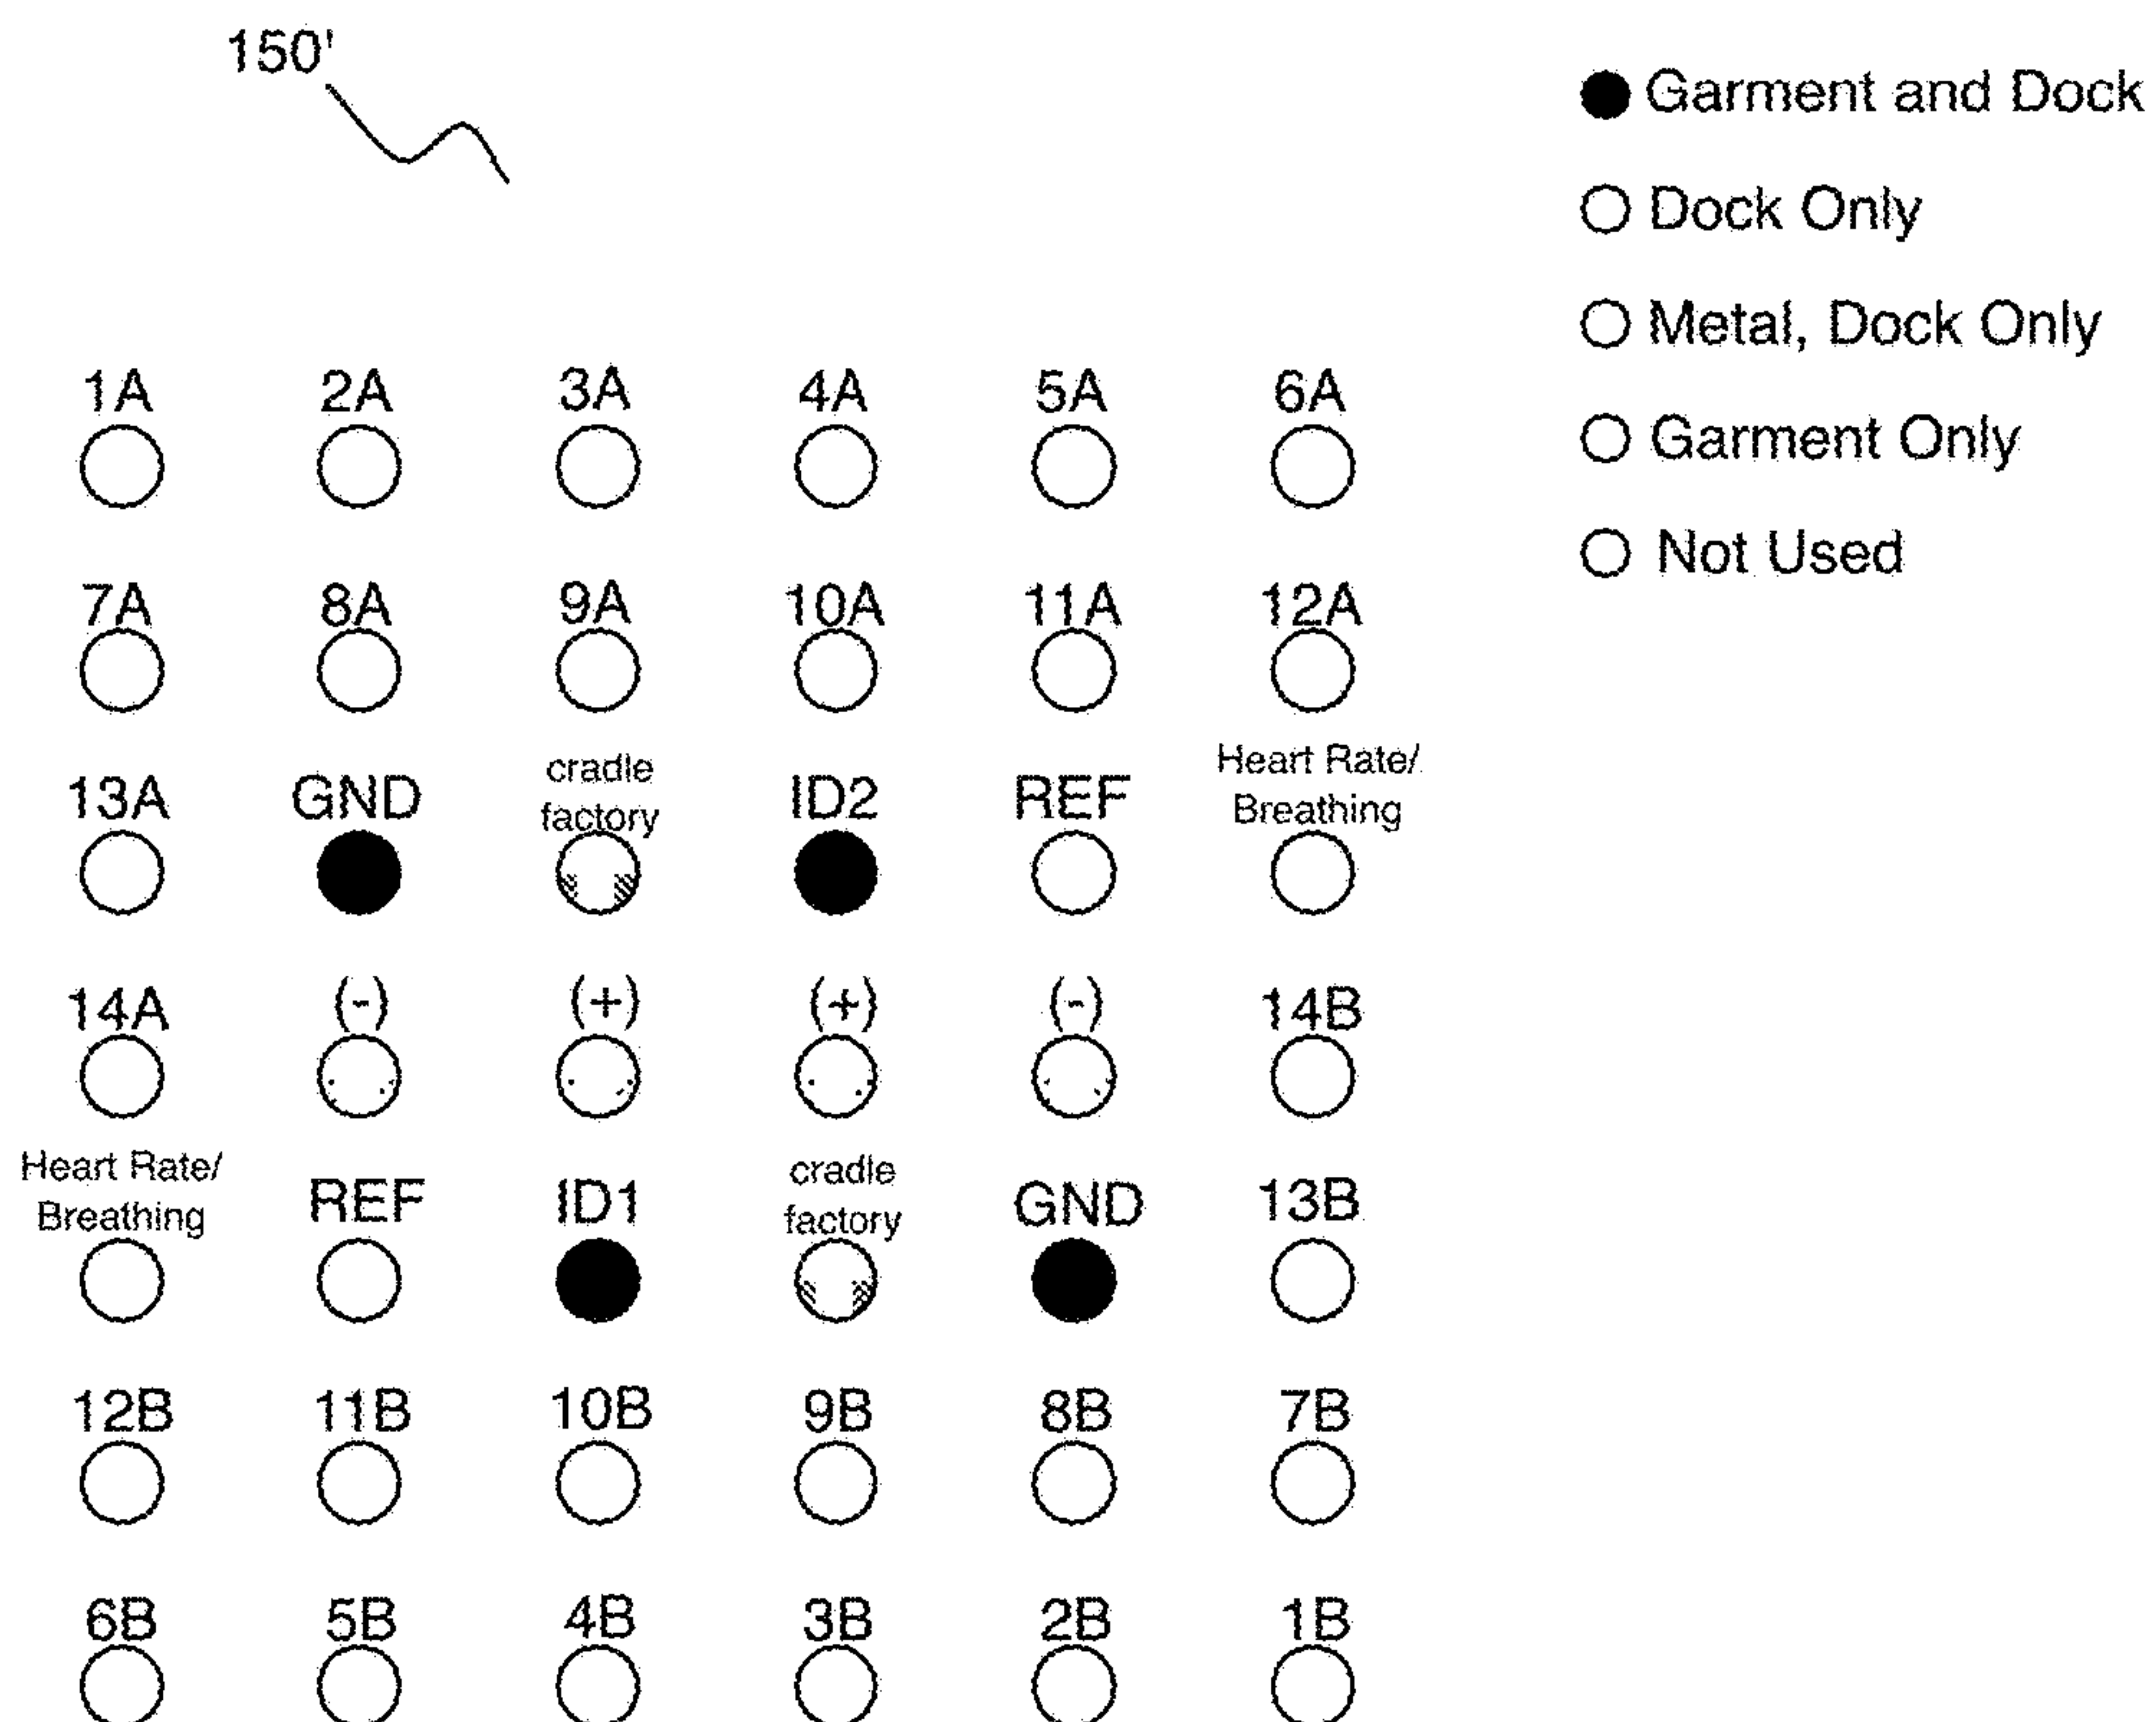 150'
Garment and Dock
Dock Only
Metal, Dock Only
Garment Only
Not Used
1A 2A 3A 4A 5A 6A
7A 8A 9A 10A 11A 12A
13A GND cradle factory ID2 REF Heart Rate/ Breathing
14A (-) (+) (+) (-) 14B
Heart Rate/ Breathing REF ID1 cradle factory GND 13B
12B 11B 10B 9B 8B 7B
6B 5B 4B 3B 2B 1B